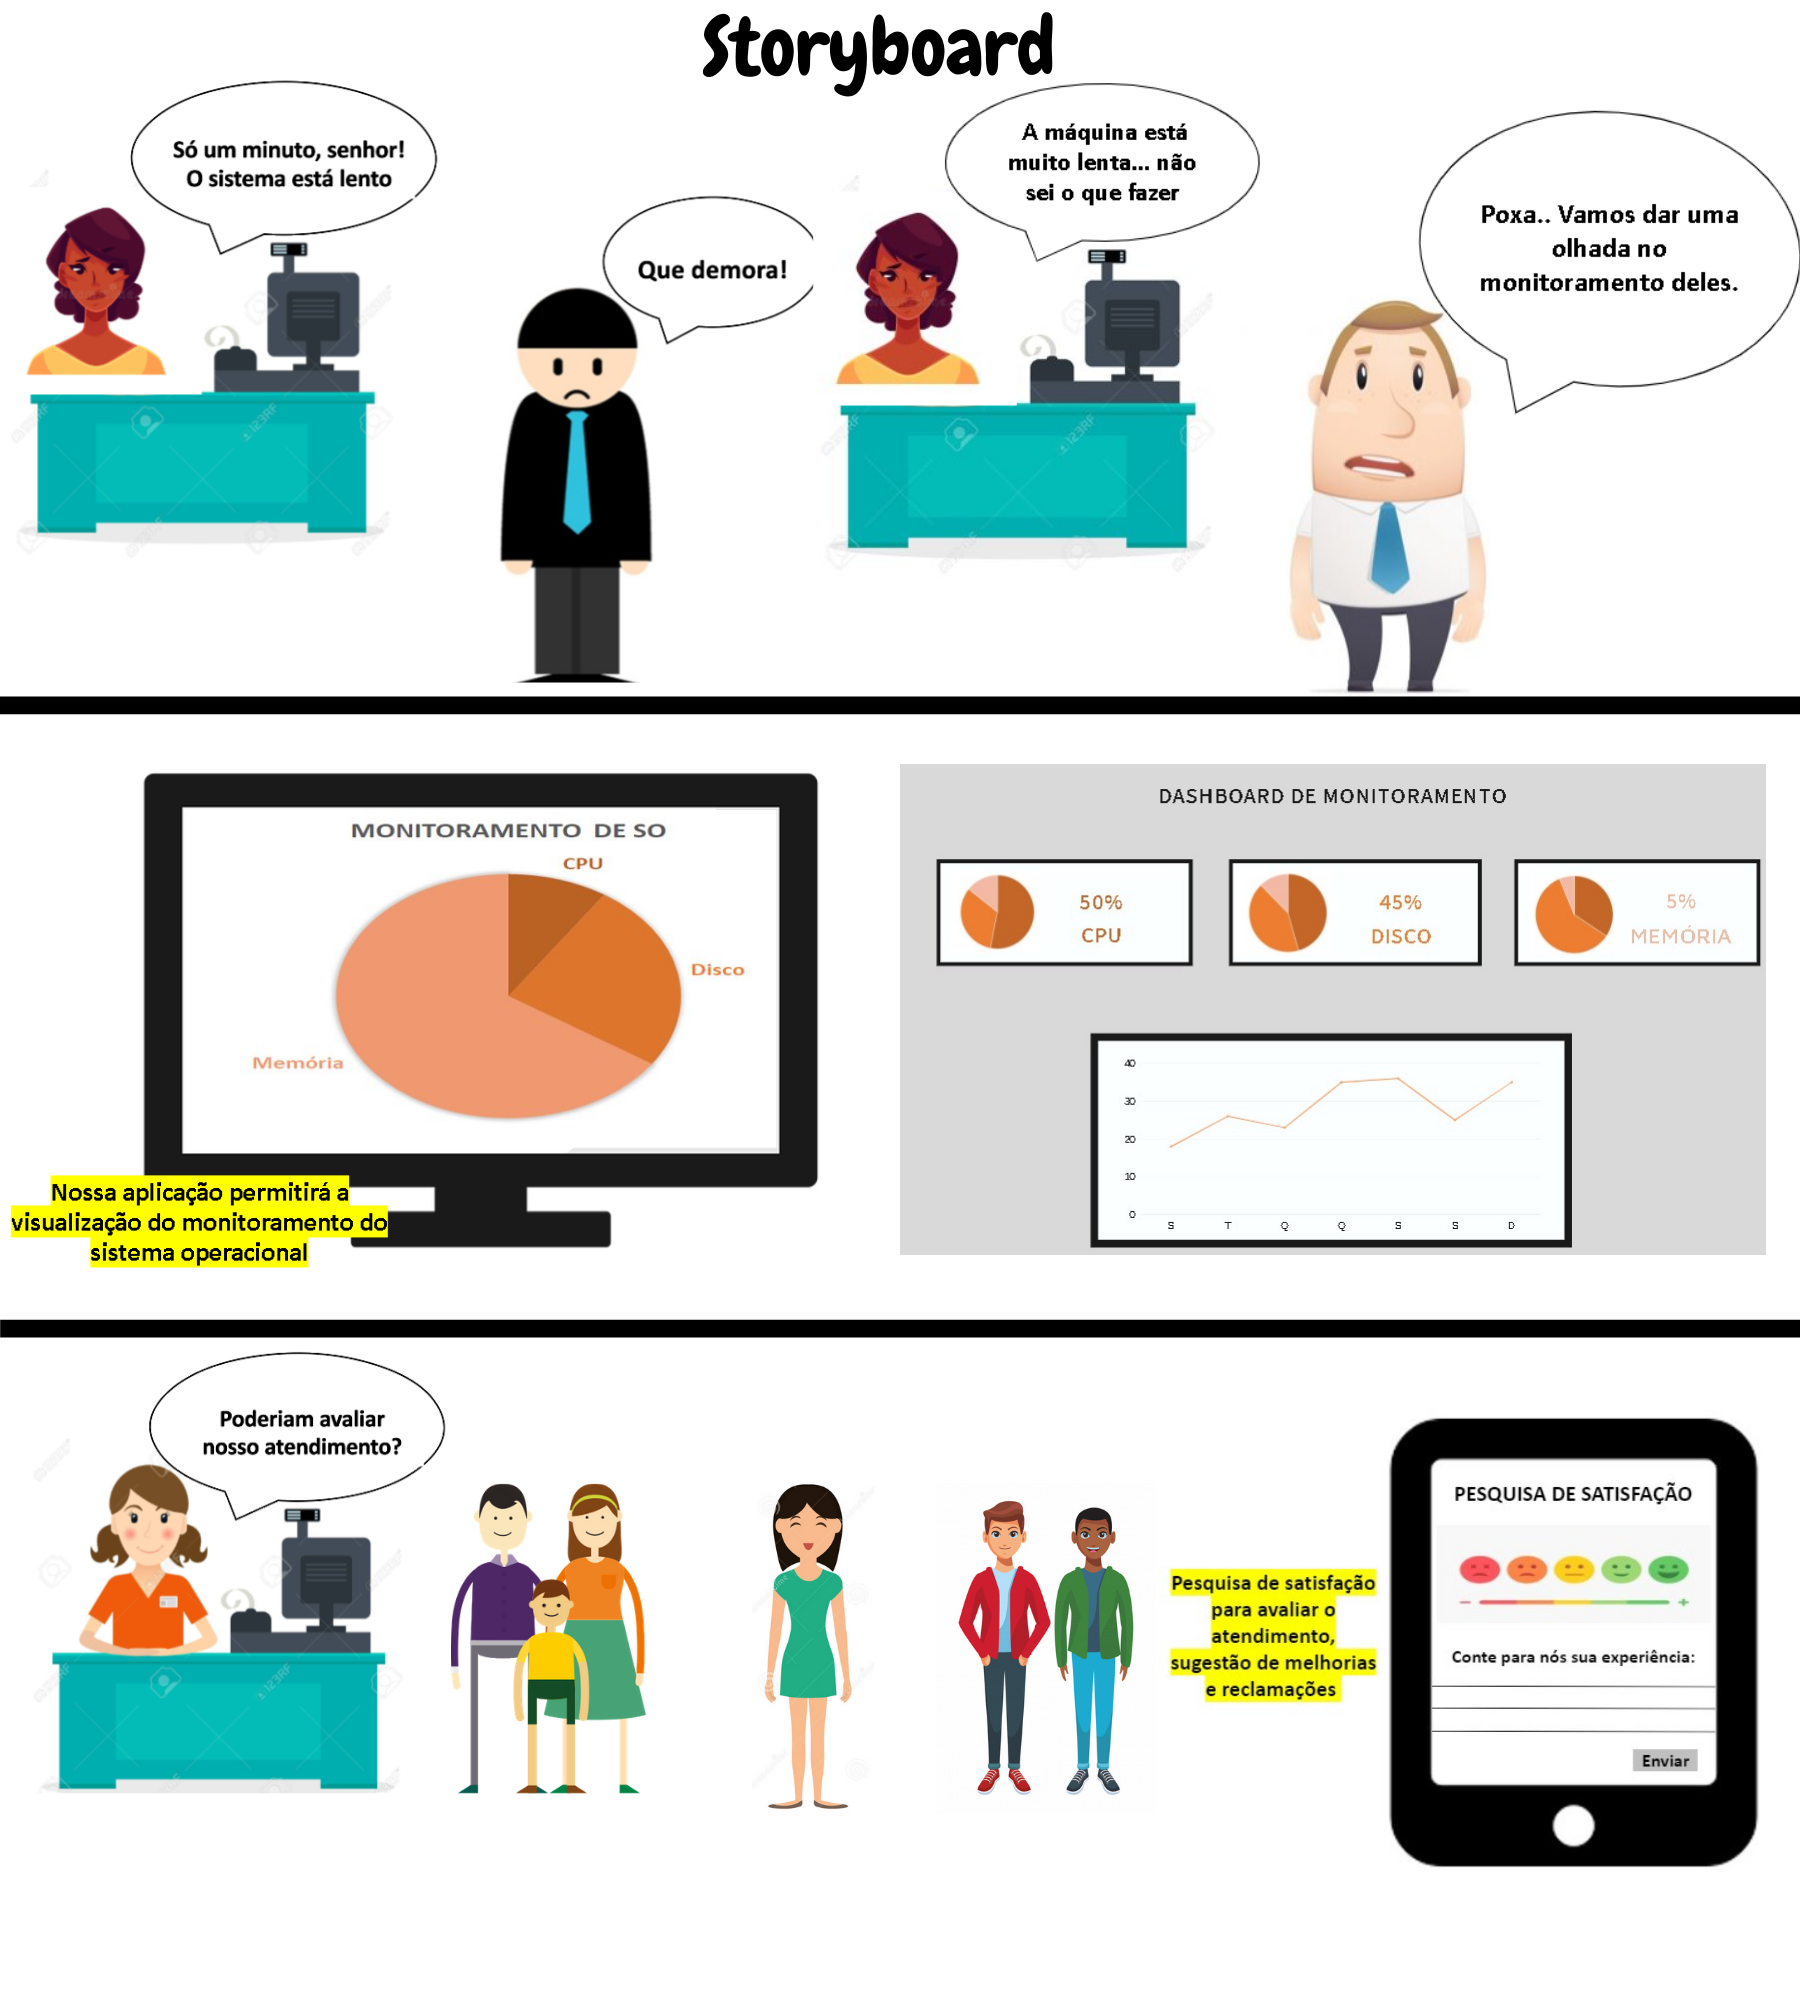 Storyboard
Só um minuto, senhor!
O sistema está lento
Que demora!
A máquina está
muito lenta... não
sei o que fazer
Poxa.. Vamos dar uma
olhada no
monitoramento deles.
MONITORAMENTO DE SO
CPU
Disco
Memória
Nossa aplicação permitirá a
visualização do monitoramento do
sistema operacional
DASHBOARD DE MONITORAMENTO
50%
CPU
45%
DISCO
5%
MEMÓRIA
40
30
20
10
0
S T Q Q S S D
Poderiam avaliar
nosso atendimento?
Pesquisa de satisfação
para avaliar o
atendimento,
sugestão de melhorias
e reclamações
PESQUISA DE SATISFAÇÃO
- +
Conte para nós sua experiência:
Enviar